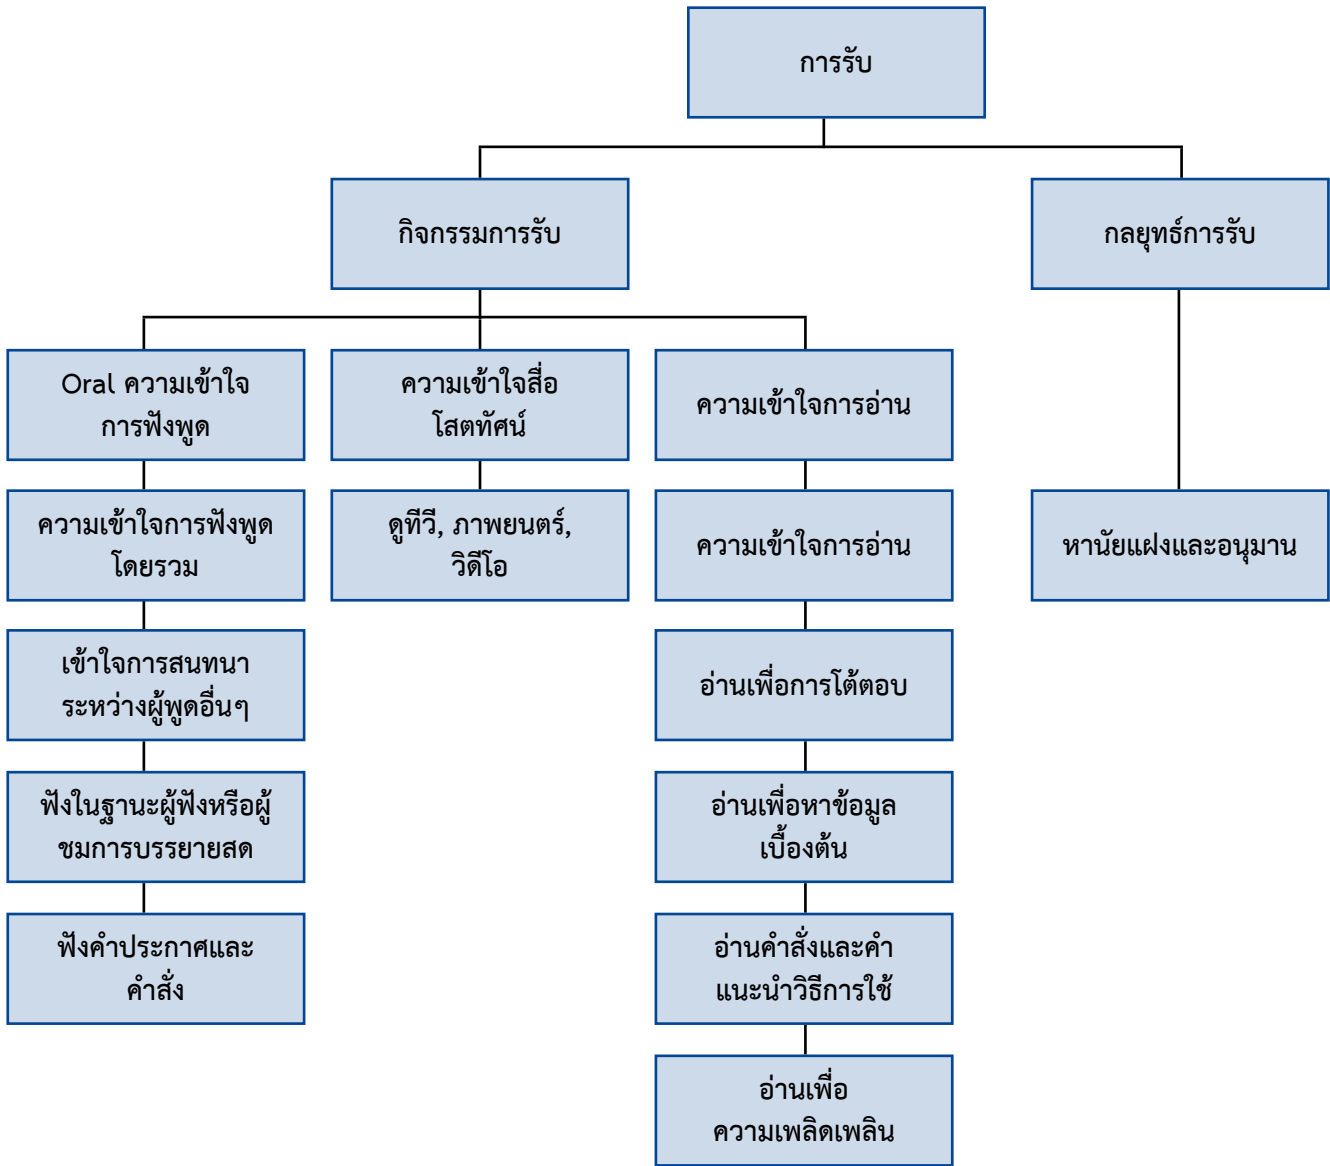 การรับ
กิจกรรมการรับ
กลยุทธ์การรับ
Oral ความเข้าใจ
การฟังพูด
ความเข้าใจสื่อ
โสตทัศน์
ความเข้าใจการอ่าน
ความเข้าใจการฟังพูด
โดยรวม
ดูทีวี, ภาพยนตร์,
วิดีโอ
ความเข้าใจการอ่าน
หานัยแฝงและอนุมาน
เข้าใจการสนทนา
ระหว่างผู้พูดอื่นๆ
อ่านเพื่อการโต้ตอบ
ฟังในฐานะผู้ฟังหรือผู้
ชมการบรรยายสด
อ่านเพื่อหาข้อมูล
เบื้องต้น
ฟังคำประกาศและ
คำสั่ง
อ่านคำสั่งและคำ
แนะนำวิธีการใช้
อ่านเพื่อ
ความเพลิดเพลิน